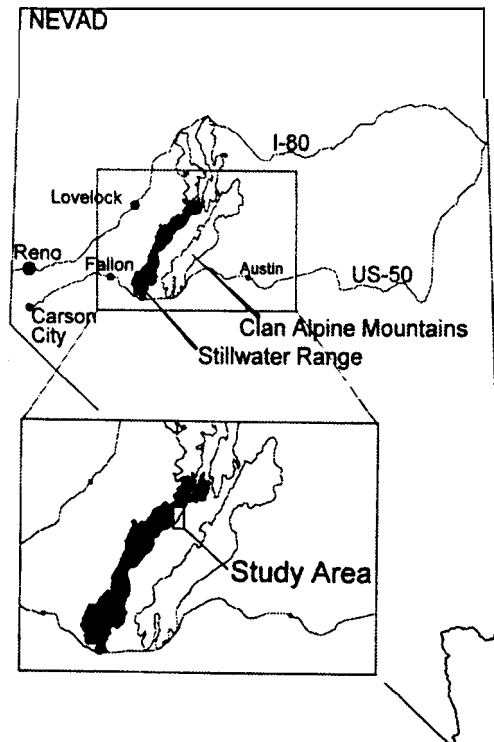 NEVAD
I-80
Lovelock
Reno
Fallon
Austin
US-50
Carson
City
Clan Alpine Mountains
Stillwater Range
Study Area